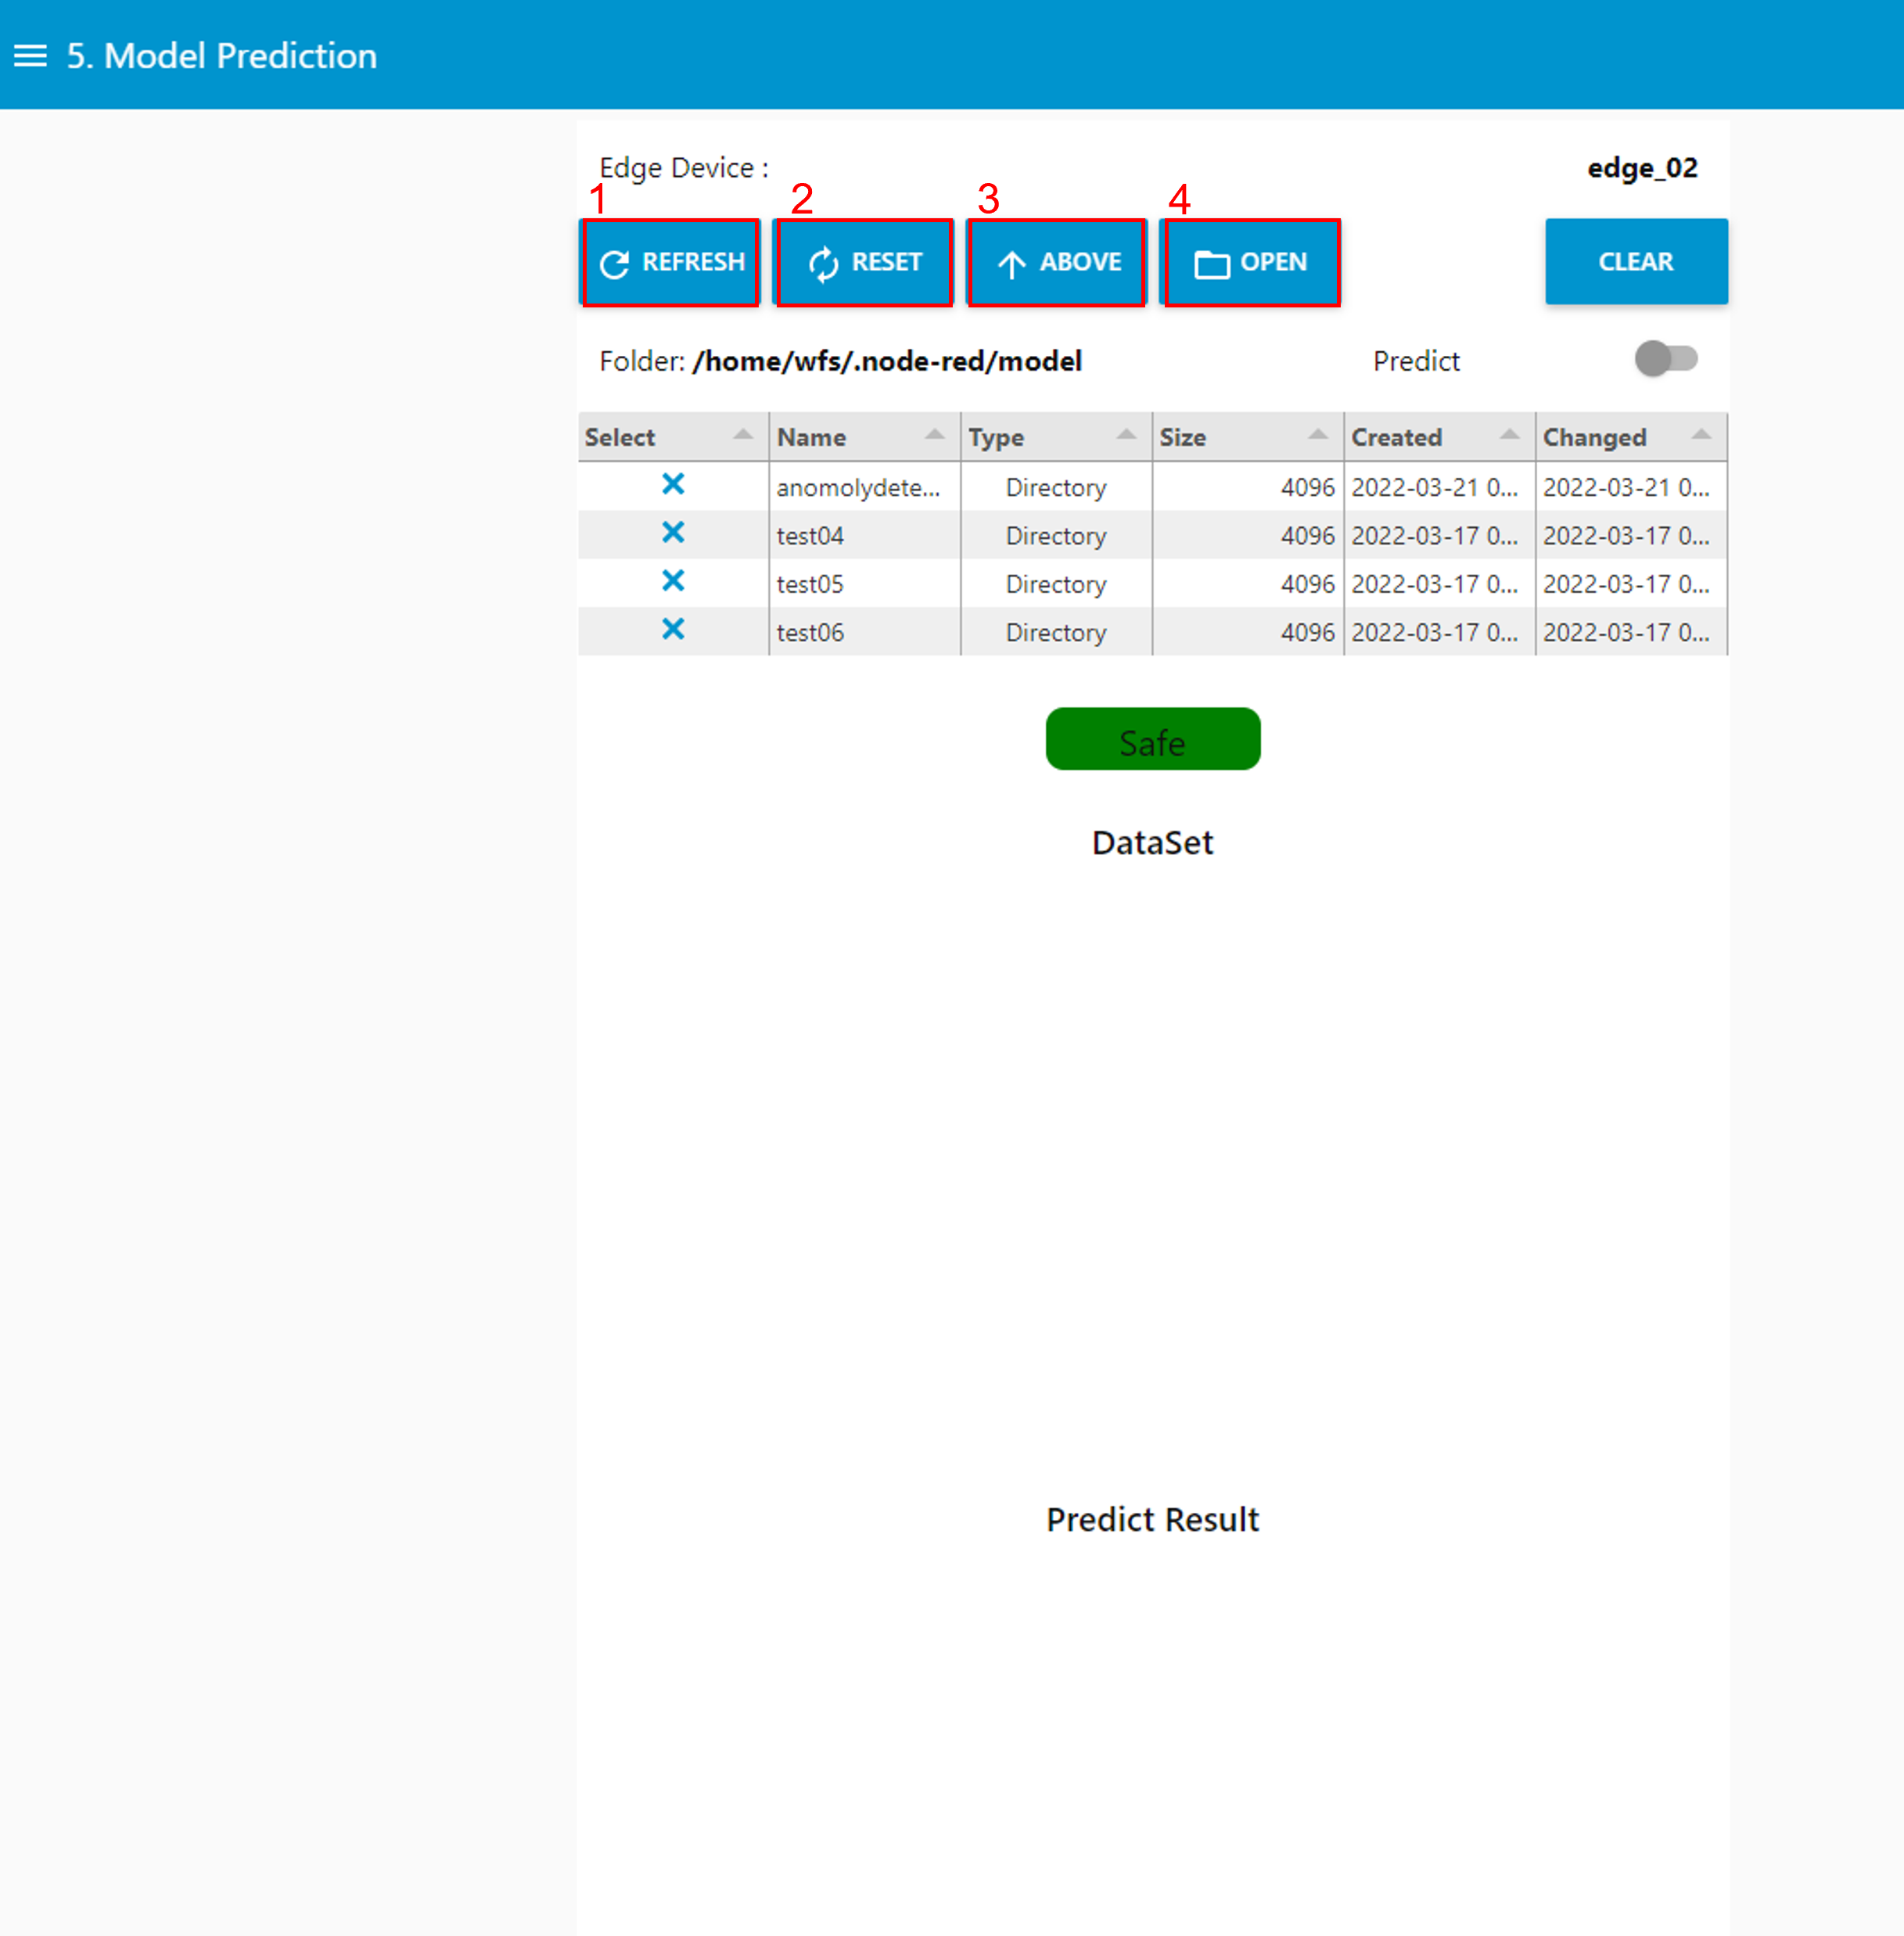 5. Model Prediction
Edge Device : edge_02
1 2 3 4
REFRESH RESET ABOVE OPEN CLEAR
Folder: /home/wfs/.node-red/model Predict
Select Name Type Size Created Changed
anomolydete... Directory 4096 2022-03-21 0... 2022-03-21 0...
test04 Directory 4096 2022-03-17 0... 2022-03-17 0...
test05 Directory 4096 2022-03-17 0... 2022-03-17 0...
test06 Directory 4096 2022-03-17 0... 2022-03-17 0...
Safe
DataSet
Predict Result